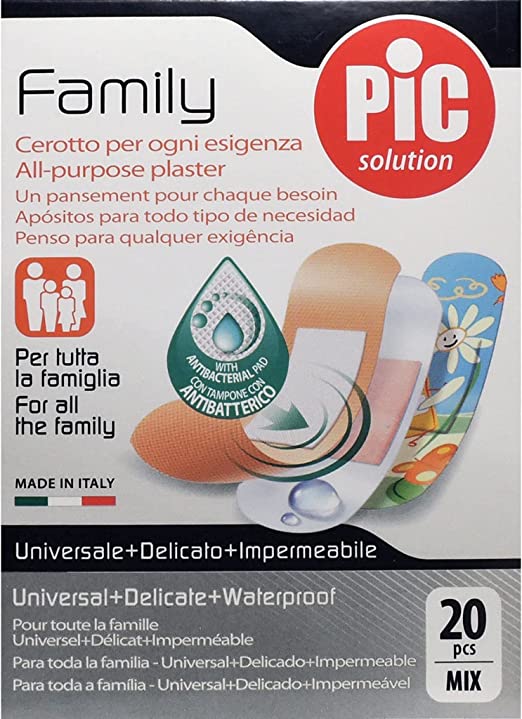 Family
PiC
solution
Cerotto per ogni esigenza
All-purpose plaster
Un pansement pour chaque besoin
Apósitos para todo tipo de necesidad
Penso para qualquer exigência
WITH
ANTIBACTERIAL PAD
CON TAMPONE CON
ANTIBATTERICO
Per tutta
la famiglia
For all
the family
MADE IN ITALY
Universale+Delicato+Impermeabile
Universal+Delicate+Waterproof
Pour toute la famille
Universel+Délicat+Imperméable
Para toda la familia - Universal+Delicado+Impermeable
Para toda a família - Universal+Delicado+Impermeável
20
pcs
MIX